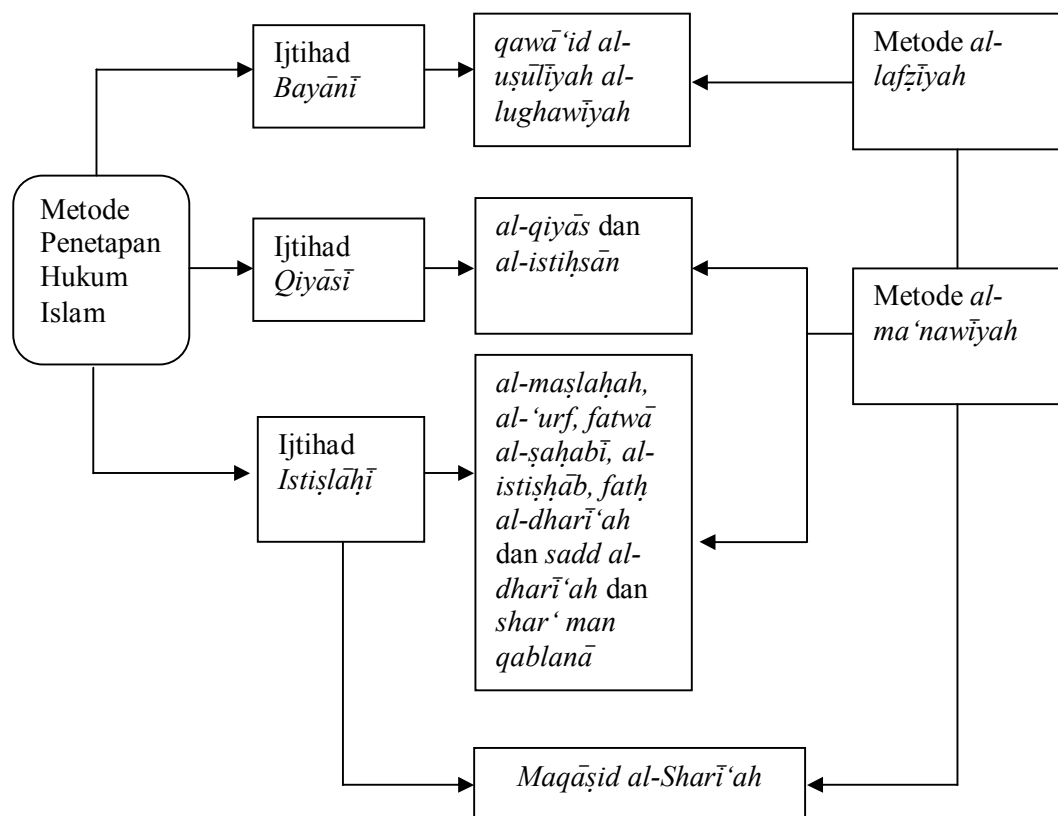 Metode
Penetapan
Hukum
Islam
Ijtihad
Bayānī
qawā‘id al-
uṣūlīyah al-
lughawīyah
Metode al-
lafẓīyah
Ijtihad
Qiyāsī
al-qiyās dan
al-istiḥsān
Metode al-
ma‘nawīyah
Ijtihad
Istiṣlāḥī
al-maṣlaḥah,
al-‘urf, fatwā
al-ṣaḥabī, al-
istiṣḥāb, fatḥ
al-dharī‘ah
dan sadd al-
dharī‘ah dan
shar‘ man
qablanā
Maqāṣid al-Sharī‘ah